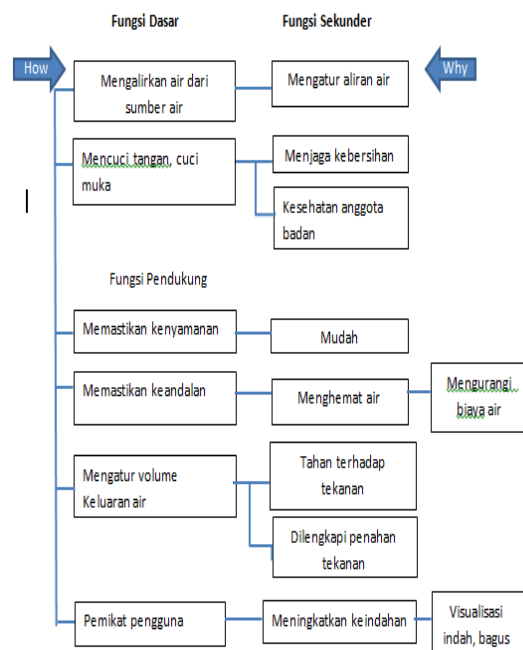 Fungsi Dasar
Fungsi Sekunder
How
Why
Mengalirkan air dari
sumber air
Mengatur aliran air
Mencuci tangan, cuci
muka
Menjaga kebersihan
Kesehatan anggota
badan
Fungsi Pendukung
Memastikan kenyamanan
Mudah
Memastikan keandalan
Menghemat air
Mengurangi
biaya air
Mengatur volume
Keluaran air
Tahan terhadap
tekanan
Dilengkapi penahan
tekanan
Pemikat pengguna
Meningkatkan keindahan
Visualisasi
indah, bagus